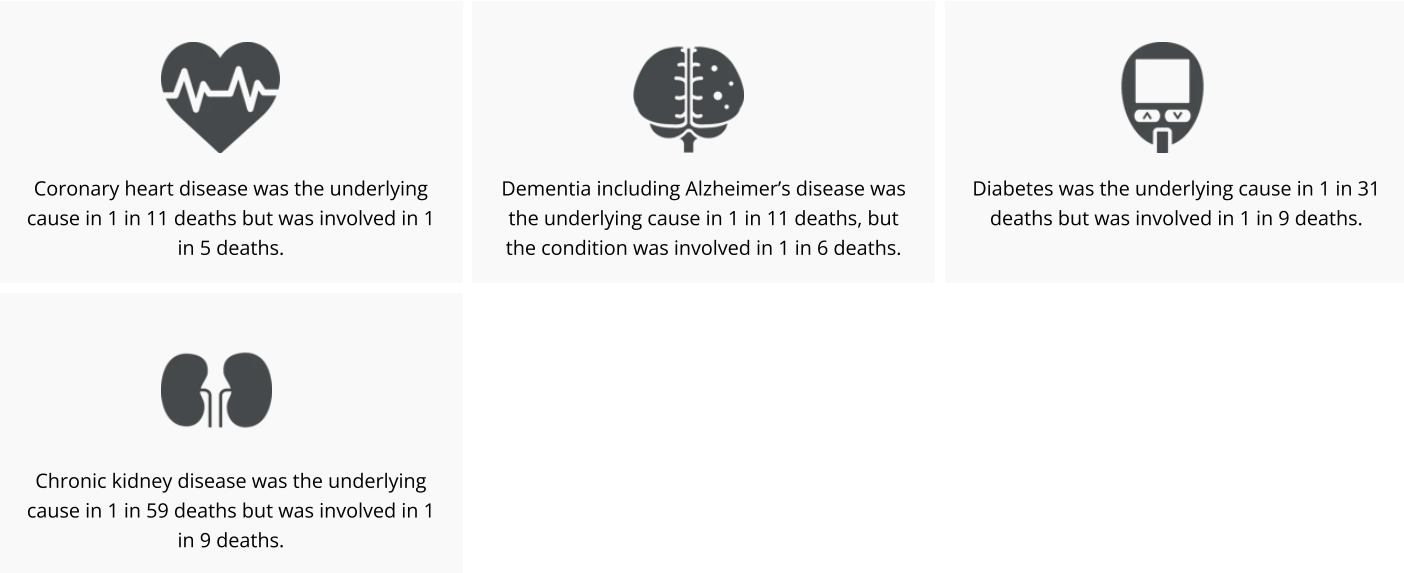 Coronary heart disease was the underlying
cause in 1 in 11 deaths but was involved in 1
in 5 deaths.
Dementia including Alzheimer’s disease was
the underlying cause in 1 in 11 deaths, but
the condition was involved in 1 in 6 deaths.
Diabetes was the underlying cause in 1 in 31
deaths but was involved in 1 in 9 deaths.
Chronic kidney disease was the underlying
cause in 1 in 59 deaths but was involved in 1
in 9 deaths.